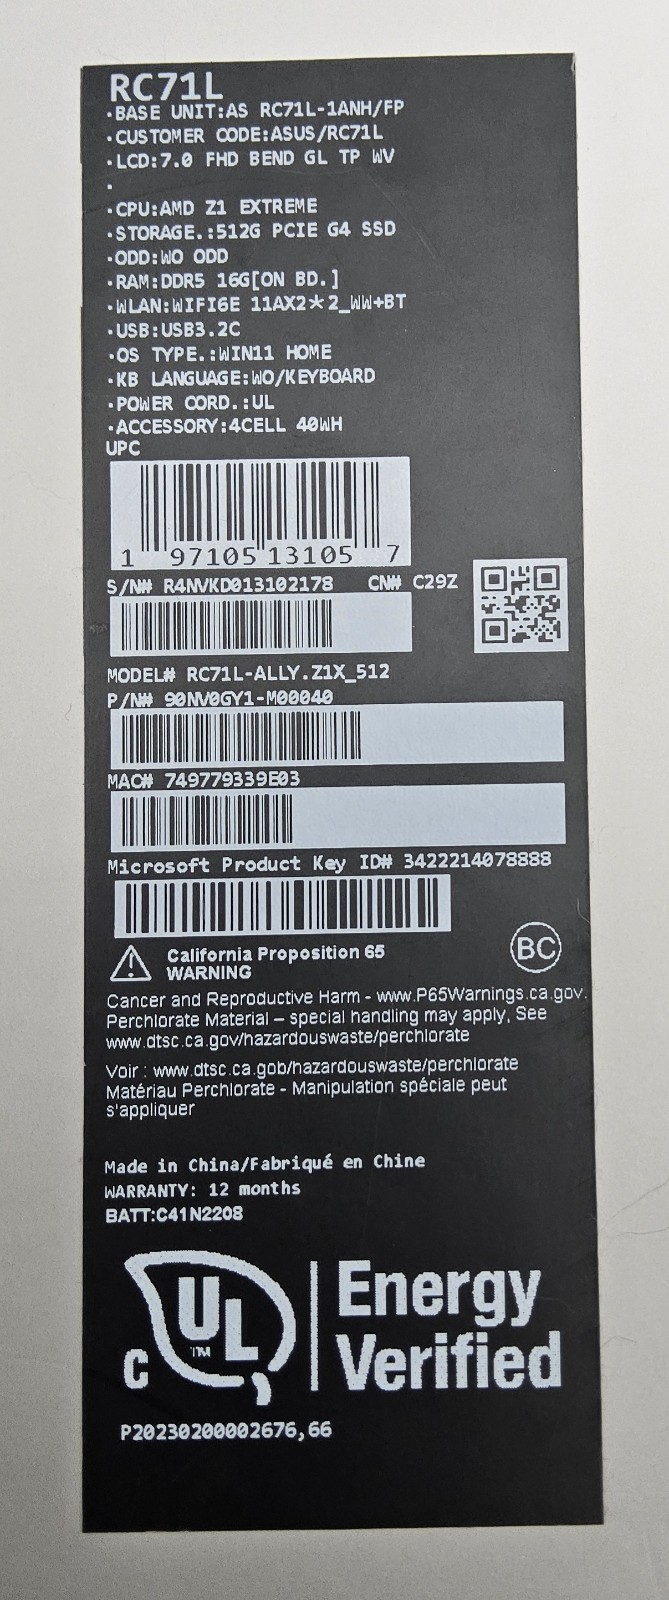 RC71L
·BASE UNIT:AS RC71L-1ANH/FP
·CUSTOMER CODE:ASUS/RC71L
·LCD:7.0 FHD BEND GL TP WV
·
·CPU:AMD Z1 EXTREME
·STORAGE.:512G PCIE G4 SSD
·ODD:WO ODD
·RAM:DDR5 16G[ON BD.]
·WLAN:WIFI6E 11AX2*2_WW+BT
·USB:USB3.2C
·OS TYPE.:WIN11 HOME
·KB LANGUAGE:WO/KEYBOARD
·POWER CORD.:UL
·ACCESSORY:4CELL 40WH
UPC
1 97105 13105 7
S/N# R4NVKD013102178 CN# C29Z
MODEL# RC71L-ALLY.Z1X_512
P/N# 90NV0GY1-M00040
MAC# 749779339E03
Microsoft Product Key ID# 3422214078888
California Proposition 65
WARNING
BC
Cancer and Reproductive Harm - www.P65Warnings.ca.gov.
Perchlorate Material – special handling may apply, See
www.dtsc.ca.gov/hazardouswaste/perchlorate
Voir : www.dtsc.ca.gob/hazardouswaste/perchlorate
Matériau Perchlorate - Manipulation spéciale peut
s'appliquer
Made in China/Fabriqué en Chine
WARRANTY: 12 months
BATT:C41N2208
C UL TM
Energy
Verified
P20230200002676,66